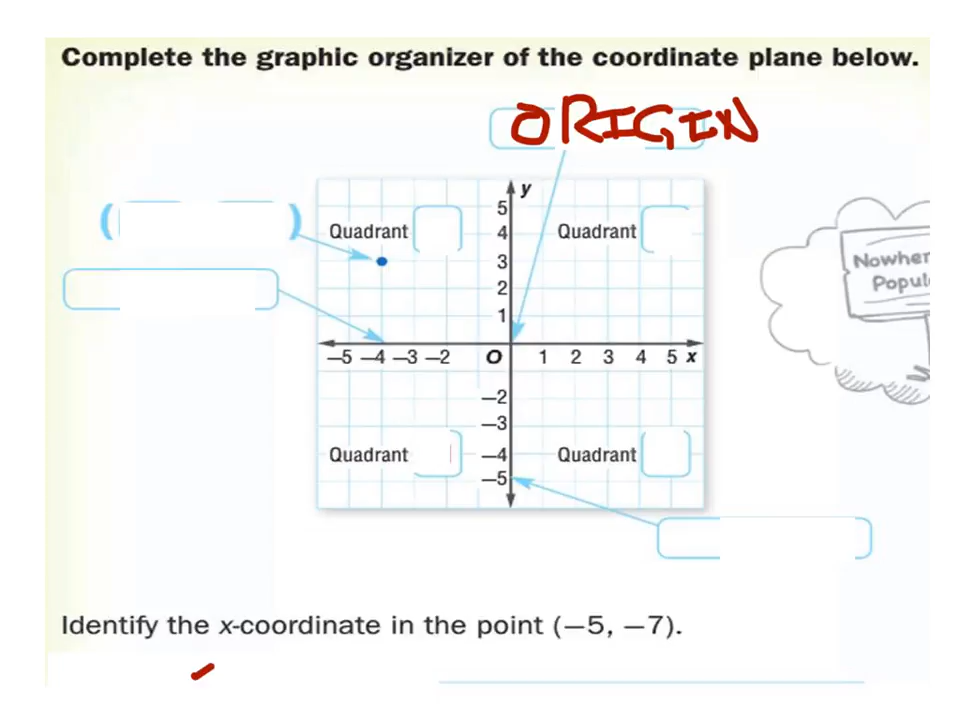 Complete the graphic organizer of the coordinate plane below.
ORIGIN
( )
y
Quadrant
Quadrant
5
4
3
2
1
Nowher
Popul
–5 –4 –3 –2 O 1 2 3 4 5 x
–2
–3
–4
–5
Quadrant
Quadrant
Identify the x-coordinate in the point (–5, –7).